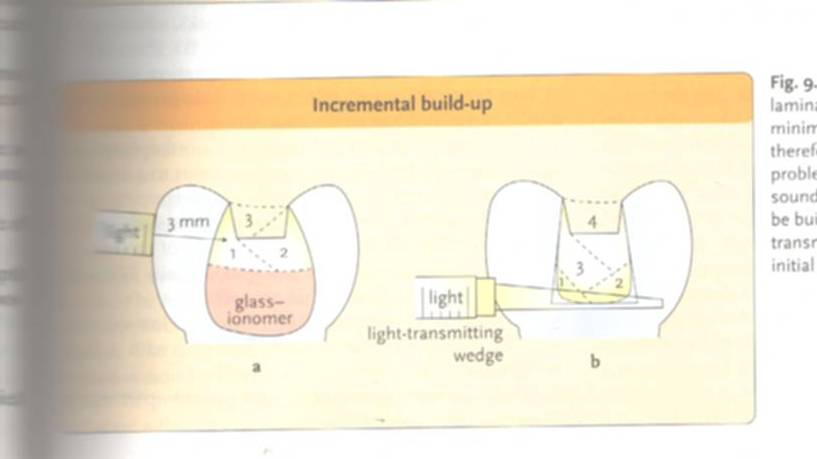 Incremental build-up
3 mm
3
1
2
glass–
ionomer
a
4
3
1
2
light
light-transmitting
wedge
b
Fig. 9.
lamina
minim
theref
proble
sound
be bui
transr
initial